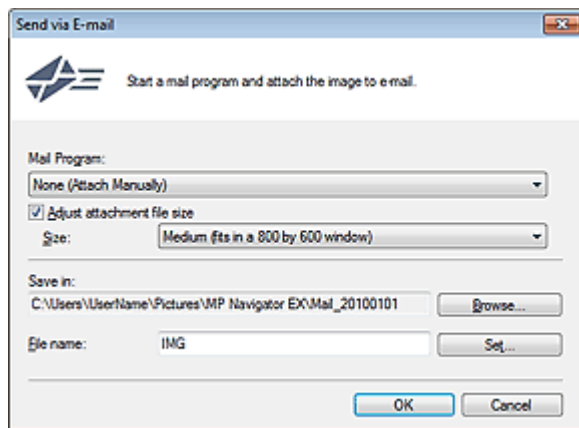 Send via E-mail
Start a mail program and attach the image to e-mail.
Mail Program:
None (Attach Manually)
Adjust attachment file size
Size: Medium (fits in a 800 by 600 window)
Save in:
C:\Users\UserName\Pictures\MP Navigator EX\Mail_20100101 Browse...
File name: IMG Set...
OK Cancel